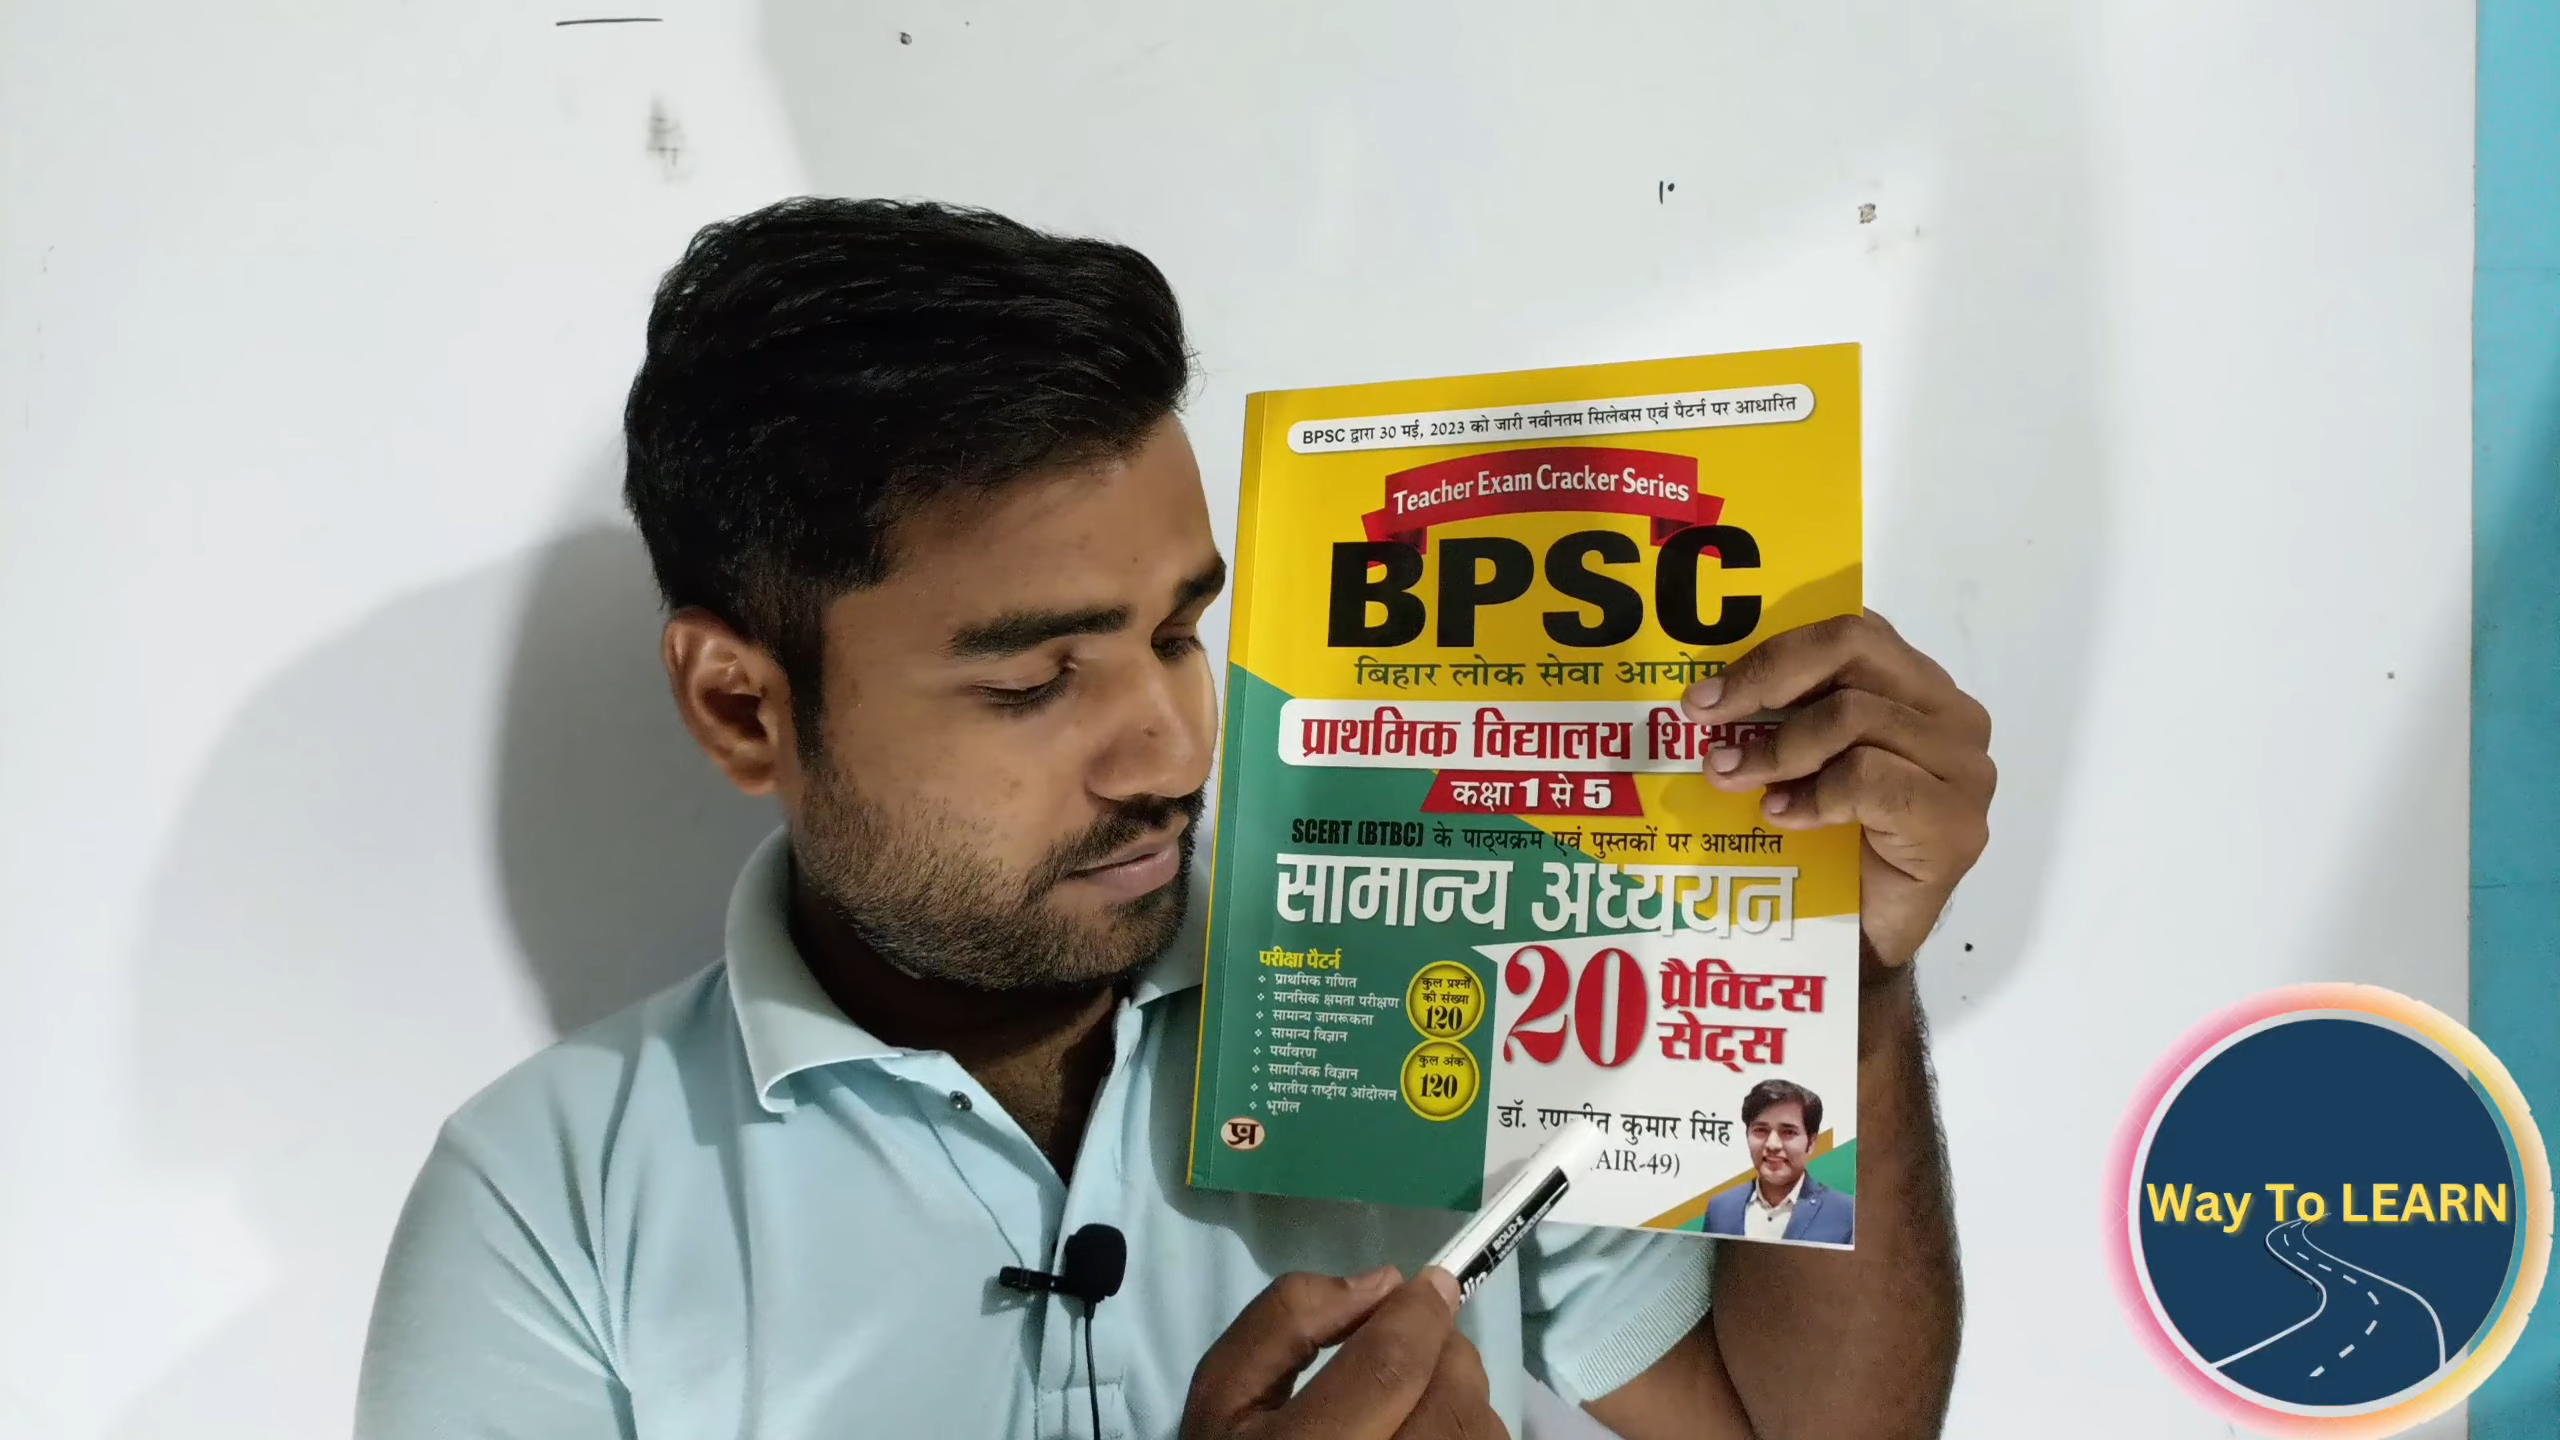 BPSC द्वारा 30 मई, 2023 को जारी नवीनतम सिलेबस एवं पैटर्न पर आधारित
Teacher Exam Cracker Series
BPSC
बिहार लोक सेवा आयोग
प्राथमिक विद्यालय शिक्षक
कक्षा 1 से 5
SCERT (BTBC) के पाठ्यक्रम एवं पुस्तकों पर आधारित
सामान्य अध्ययन
परीक्षा पैटर्न
प्राथमिक गणित
मानसिक क्षमता परीक्षण
सामान्य जागरूकता
सामान्य विज्ञान
पर्यावरण
सामाजिक विज्ञान
भारतीय राष्ट्रीय आंदोलन
भूगोल
कुल प्रश्नों
की संख्या
120
कुल अंक
120
20 प्रैक्टिस
सेट्स
डॉ. कुमार सिंह
(AIR-49)
प्र
BOLD-E
Way To LEARN